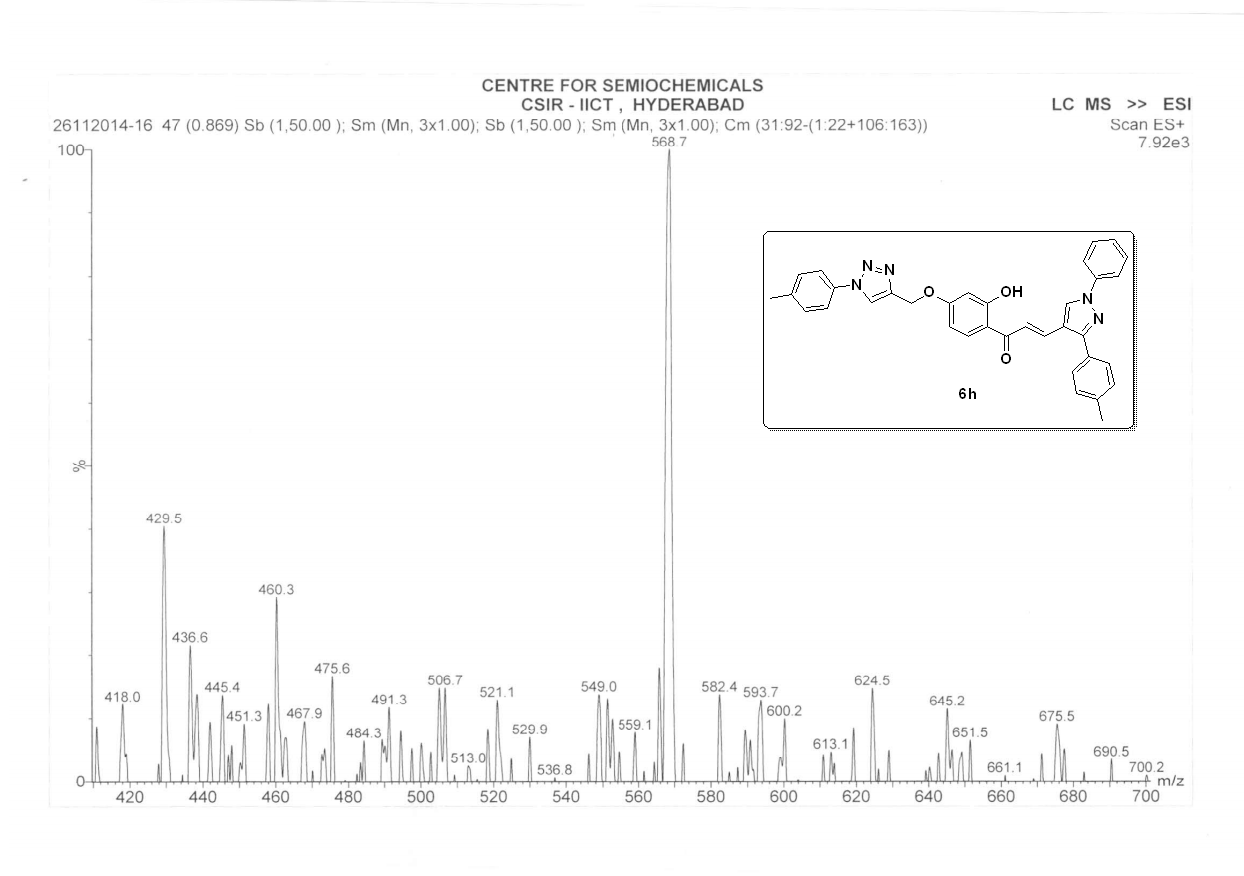 CENTRE FOR SEMIOCHEMICALS
CSIR - IICT , HYDERABAD
LC MS >> ESI
26112014-16 47 (0.869) Sb (1,50.00 ); Sm (Mn, 3x1.00); Sb (1,50.00 ); Sm (Mn, 3x1.00); Cm (31:92-(1:22+106:163))
Scan ES+
7.92e3
568.7
100
%
0
N N
N
O
OH
O
N
N
6h
429.5
460.3
436.6
475.6
418.0
445.4
451.3
467.9
484.3
491.3
506.7
513.0
521.1
529.9
536.8
549.0
559.1
582.4
593.7
600.2
613.1
624.5
645.2
651.5
661.1
675.5
690.5
700.2
m/z
420 440 460 480 500 520 540 560 580 600 620 640 660 680 700